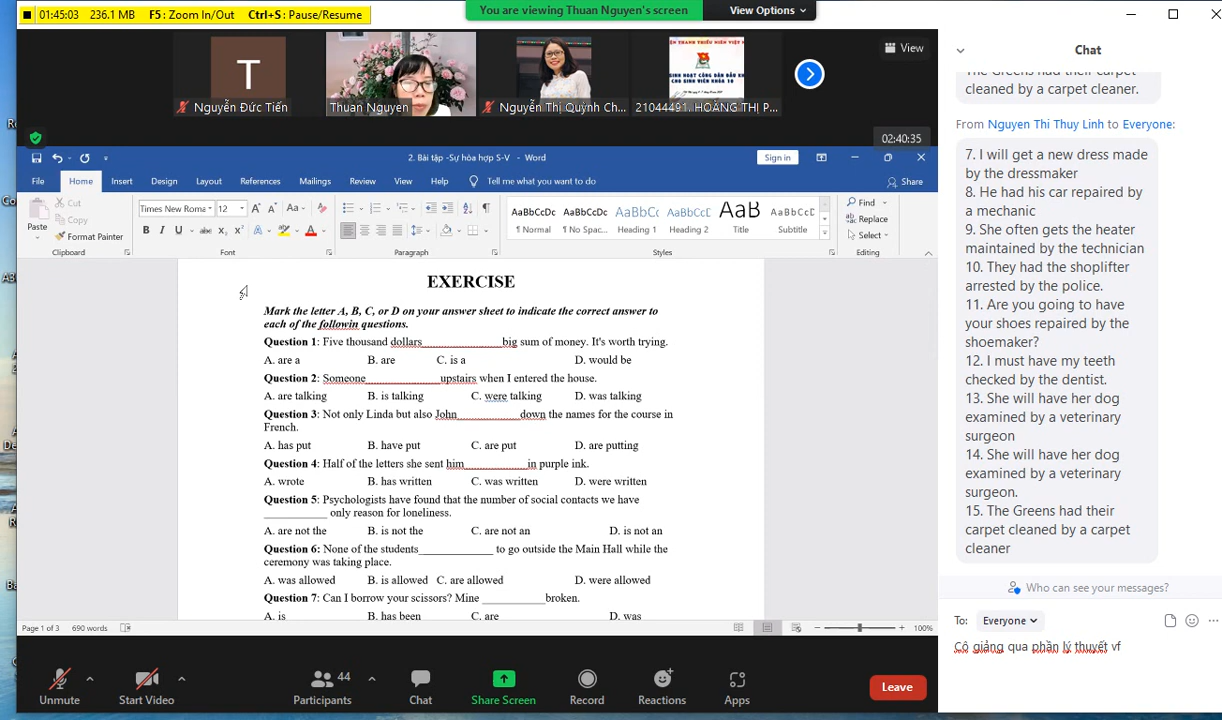 01:45:03 236.1 MB F5: Zoom In/Out Ctrl+S: Pause/Resume
You are viewing Thuan Nguyen's screen View Options
T
View
Nguyễn Đức Tiến
Thuan Nguyen
Nguyễn Thị Quỳnh Ch...
21044491. HOÀNG THỊ P...
02:40:35
2. Bài tập -Sự hòa hợp S-V - Word
Sign in
File Home Insert Design Layout References Mailings Review View Help Tell me what you want to do Share
Paste
Cut
Copy
Format Painter
Times New Roma 12
AaBbCcDc AaBbCcDc AaBbCc AaBbCcD AaB AaBbCcD
¶ Normal ¶ No Spac... Heading 1 Heading 2 Title Subtitle
Find
Replace
Select
Clipboard Font Paragraph Styles Editing
EXERCISE
Mark the letter A, B, C, or D on your answer sheet to indicate the correct answer to
each of the followin questions.
Question 1: Five thousand dollars______________big sum of money. It's worth trying.
A. are a B. are C. is a D. would be
Question 2: Someone_____________upstairs when I entered the house.
A. are talking B. is talking C. were talking D. was talking
Question 3: Not only Linda but also John___________down the names for the course in
French.
A. has put B. have put C. are put D. are putting
Question 4: Half of the letters she sent him___________in purple ink.
A. wrote B. has written C. was written D. were written
Question 5: Psychologists have found that the number of social contacts we have
___________ only reason for loneliness.
A. are not the B. is not the C. are not an D. is not an
Question 6: None of the students_____________ to go outside the Main Hall while the
ceremony was taking place.
A. was allowed B. is allowed C. are allowed D. were allowed
Question 7: Can I borrow your scissors? Mine ___________broken.
A. is B. has been C. are D. was
Page 1 of 3 690 words 100%
Unmute Start Video Participants 44 Chat Share Screen Record Reactions Apps Leave
Chat
The Greens had their carpet
cleaned by a carpet cleaner.
From Nguyen Thi Thuy Linh to Everyone:
7. I will get a new dress made
by the dressmaker
8. He had his car repaired by
a mechanic
9. She often gets the heater
maintained by the technician
10. They had the shoplifter
arrested by the police.
11. Are you going to have
your shoes repaired by the
shoemaker?
12. I must have my teeth
checked by the dentist.
13. She will have her dog
examined by a veterinary
surgeon
14. She will have her dog
examined by a veterinary
surgeon.
15. The Greens had their
carpet cleaned by a carpet
cleaner
Who can see your messages?
To: Everyone
Cô giảng qua phần lý thuyết vf